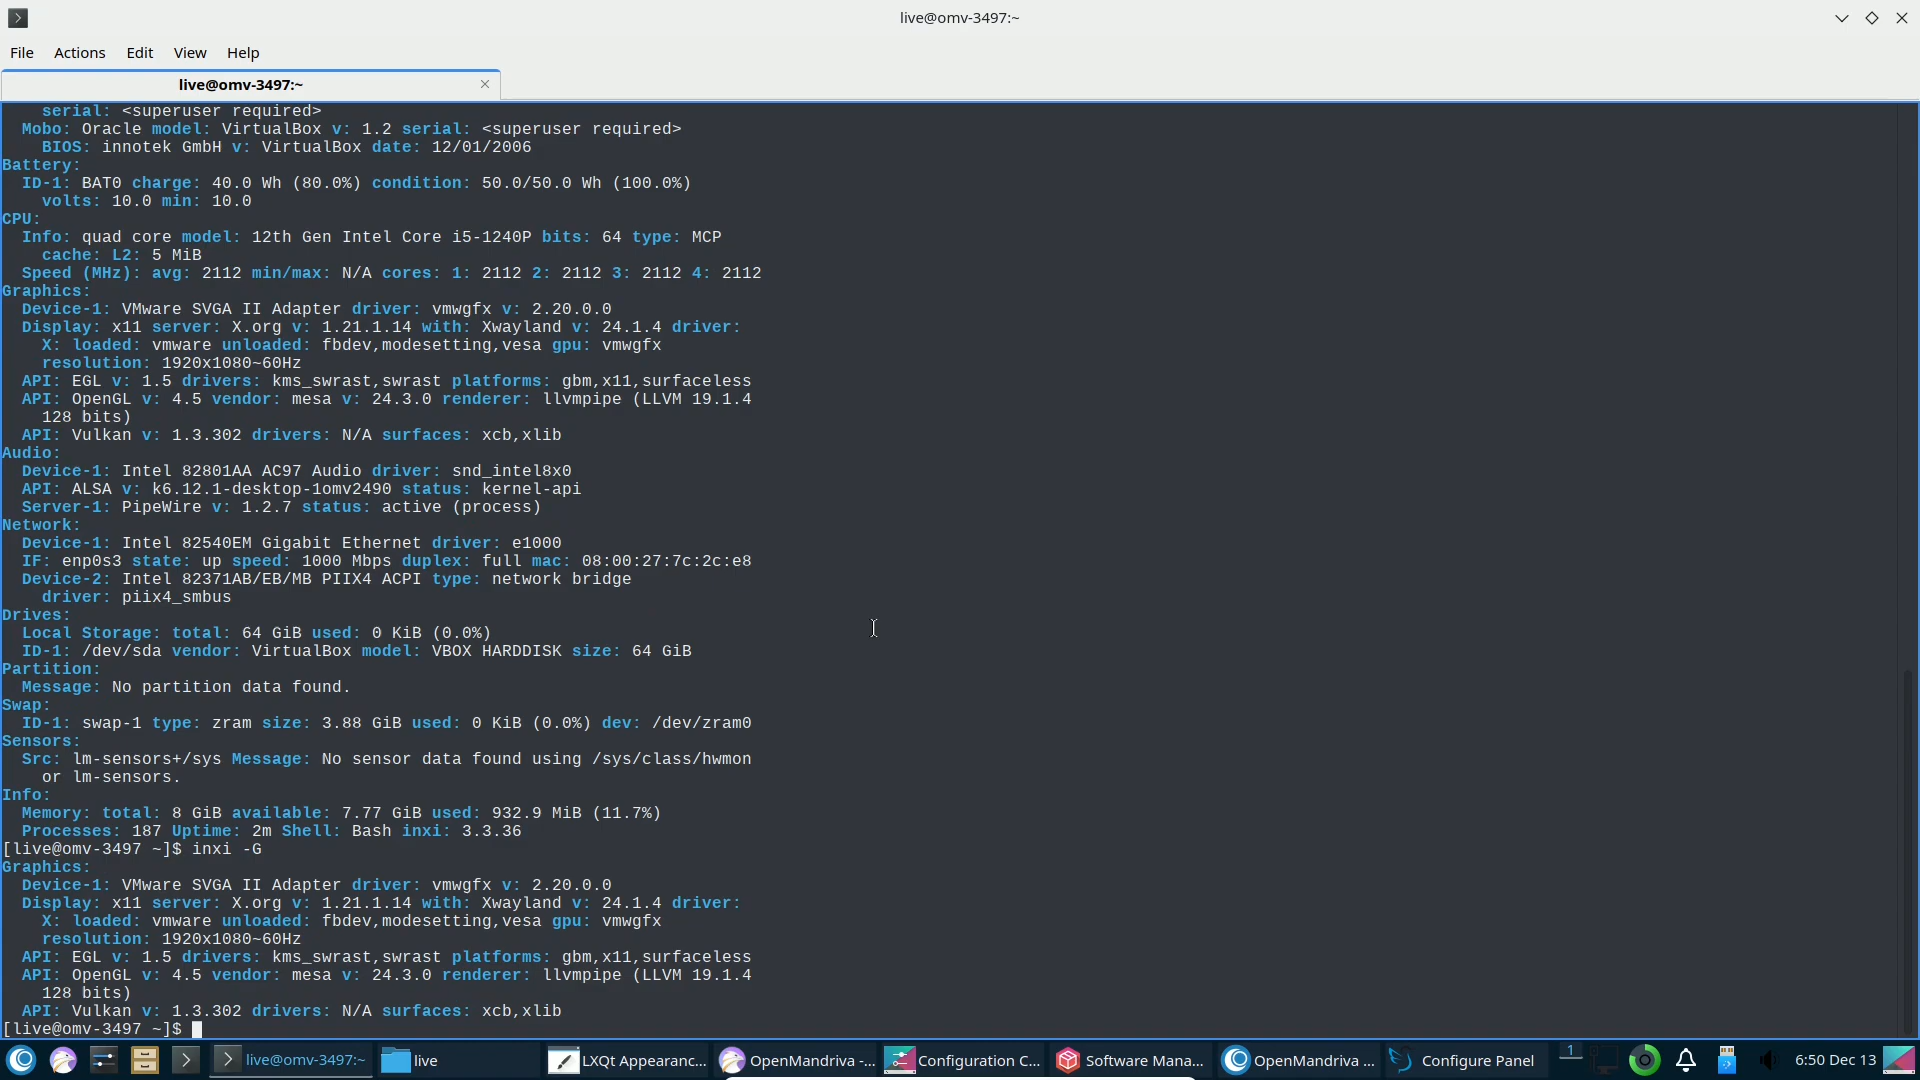 live@omv-3497:~
File Actions Edit View Help
live@omv-3497:~
serial: <superuser required>
Mobo: Oracle model: VirtualBox v: 1.2 serial: <superuser required>
BIOS: innotek GmbH v: VirtualBox date: 12/01/2006
Battery:
ID-1: BAT0 charge: 40.0 Wh (80.0%) condition: 50.0/50.0 Wh (100.0%)
volts: 10.0 min: 10.0
CPU:
Info: quad core model: 12th Gen Intel Core i5-1240P bits: 64 type: MCP
cache: L2: 5 MiB
Speed (MHz): avg: 2112 min/max: N/A cores: 1: 2112 2: 2112 3: 2112 4: 2112
Graphics:
Device-1: VMware SVGA II Adapter driver: vmwgfx v: 2.20.0.0
Display: x11 server: X.org v: 1.21.1.14 with: Xwayland v: 24.1.4 driver:
X: loaded: vmware unloaded: fbdev,modesetting,vesa gpu: vmwgfx
resolution: 1920x1080~60Hz
API: EGL v: 1.5 drivers: kms_swrast,swrast platforms: gbm,x11,surfaceless
API: OpenGL v: 4.5 vendor: mesa v: 24.3.0 renderer: llvmpipe (LLVM 19.1.4
128 bits)
API: Vulkan v: 1.3.302 drivers: N/A surfaces: xcb,xlib
Audio:
Device-1: Intel 82801AA AC97 Audio driver: snd_intel8x0
API: ALSA v: k6.12.1-desktop-1omv2490 status: kernel-api
Server-1: PipeWire v: 1.2.7 status: active (process)
Network:
Device-1: Intel 82540EM Gigabit Ethernet driver: e1000
IF: enp0s3 state: up speed: 1000 Mbps duplex: full mac: 08:00:27:7c:2c:e8
Device-2: Intel 82371AB/EB/MB PIIX4 ACPI type: network bridge
driver: piix4_smbus
Drives:
Local Storage: total: 64 GiB used: 0 KiB (0.0%)
ID-1: /dev/sda vendor: VirtualBox model: VBOX HARDDISK size: 64 GiB
Partition:
Message: No partition data found.
Swap:
ID-1: swap-1 type: zram size: 3.88 GiB used: 0 KiB (0.0%) dev: /dev/zram0
Sensors:
Src: lm-sensors+/sys Message: No sensor data found using /sys/class/hwmon
or lm-sensors.
Info:
Memory: total: 8 GiB available: 7.77 GiB used: 932.9 MiB (11.7%)
Processes: 187 Uptime: 2m Shell: Bash inxi: 3.3.36
[live@omv-3497 ~]$ inxi -G
Graphics:
Device-1: VMware SVGA II Adapter driver: vmwgfx v: 2.20.0.0
Display: x11 server: X.org v: 1.21.1.14 with: Xwayland v: 24.1.4 driver:
X: loaded: vmware unloaded: fbdev,modesetting,vesa gpu: vmwgfx
resolution: 1920x1080~60Hz
API: EGL v: 1.5 drivers: kms_swrast,swrast platforms: gbm,x11,surfaceless
API: OpenGL v: 4.5 vendor: mesa v: 24.3.0 renderer: llvmpipe (LLVM 19.1.4
128 bits)
API: Vulkan v: 1.3.302 drivers: N/A surfaces: xcb,xlib
[live@omv-3497 ~]$
live@omv-3497:~ live LXQt Appearanc... OpenMandriva -... Configuration C... Software Mana... OpenMandriva ... Configure Panel 1 6:50 Dec 13